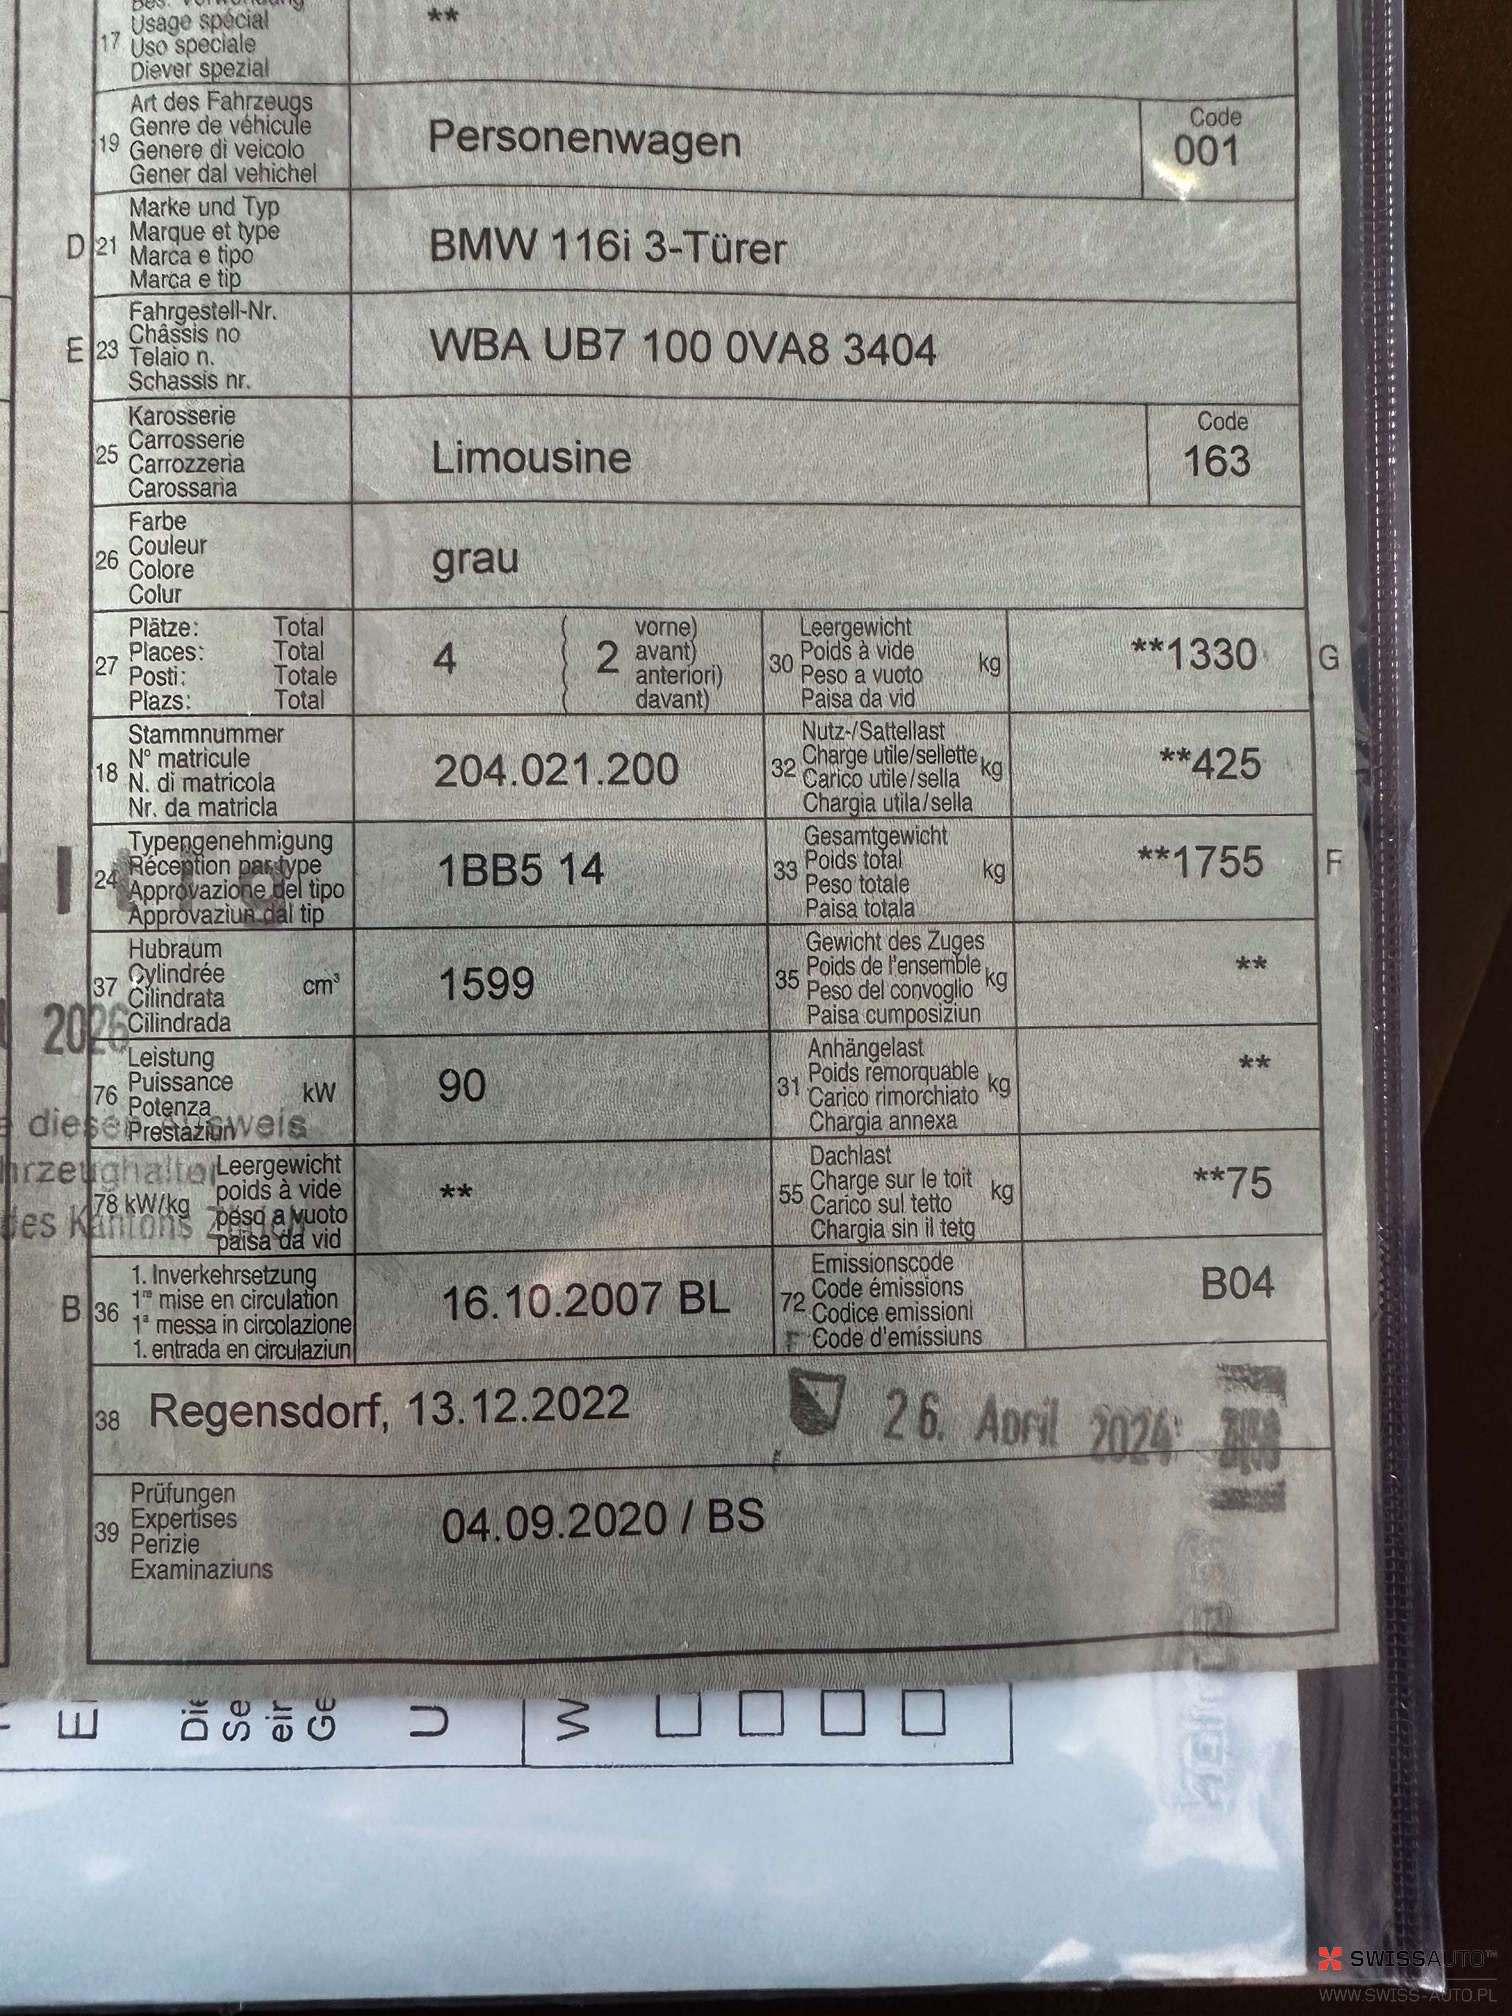 Bes. Verwendung
Usage spécial
17 Uso speciale
Diever spezial
**
Art des Fahrzeugs
19 Genre de véhicule
Genere di veicolo
Gener dal vehichel
Personenwagen
Code
001
Marke und Typ
D 21 Marque et type
Marca e tipo
Marca e tip
BMW 116i 3-Türer
Fahrgestell-Nr.
E 23 Châssis no
Telaio n.
Schassis nr.
WBA UB7 100 0VA8 3404
Karosserie
25 Carrosserie
Carrozzeria
Carossaria
Limousine
Code
163
Farbe
26 Couleur
Colore
Colur
grau
Plätze: Total
27 Places: Total
Posti: Totale
Plazs: Total
4
2
vorne)
avant)
anteriori)
davant)
Leergewicht
30 Poids à vide kg
Peso a vuoto
Paisa da vid
**1330 G
Stammnummer
18 N° matricule
N. di matricola
Nr. da matricla
204.021.200
Nutz-/Sattellast
32 Charge utile/sellette kg
Carico utile/sella
Chargia utila/sella
**425
Typengenehmigung
24 Réception par type
Approvazione del tipo
Approvaziun dal tip
1BB5 14
Gesamtgewicht
33 Poids total kg
Peso totale
Paisa totala
**1755 F
Hubraum
37 Cylindrée cm³
Cilindrata
Cilindrada
1599
2026
Gewicht des Zuges
35 Poids de l'ensemble kg
Peso del convoglio
Paisa cumposiziun
**
Leistung
76 Puissance kW
Potenza
Prestaziun
90
Anhängelast
31 Poids remorquable kg
Carico rimorchiato
Chargia annexa
**
diesen Ausweis
hrzeughalter
des Kantons Zürich
Leergewicht
78 kW/kg poids à vide
peso a vuoto
paisa da vid
**
Dachlast
55 Charge sur le toit kg
Carico sul tetto
Chargia sin il tetg
**75
1. Inverkehrsetzung
B 36 1re mise en circulation
1a messa in circolazione
1. entrada en circulaziun
16.10.2007 BL
Emissionscode
72 Code émissions
Codice emissioni
Code d'emissiuns
B04
38 Regensdorf, 13.12.2022
26. April 2024
Prüfungen
39 Expertises
Perizie
Examinaziuns
04.09.2020 / BS
Se
Ge
U
W
SWISSAUTO™
WWW.SWISS-AUTO.PL